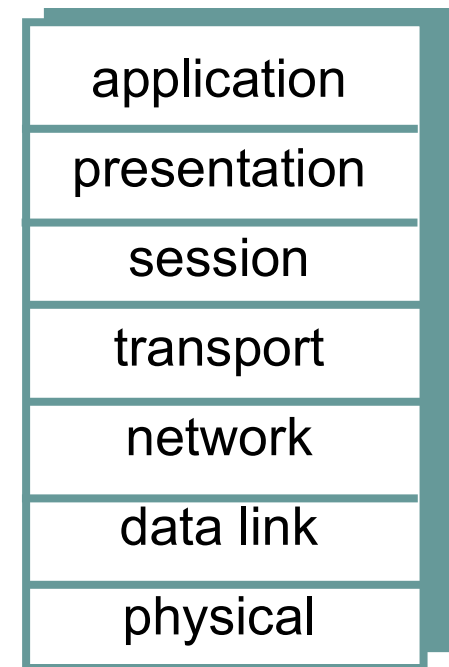 application
presentation
session
transport
network
data link
physical